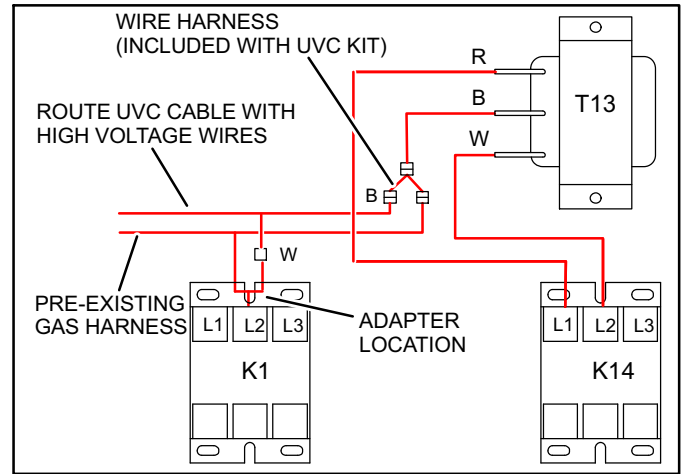 WIRE HARNESS
(INCLUDED WITH UVC KIT)
R
B
W
T13
ROUTE UVC CABLE WITH
HIGH VOLTAGE WIRES
B
W
PRE-EXISTING
GAS HARNESS
ADAPTER
LOCATION
L1 L2 L3
K1
L1 L2 L3
K14